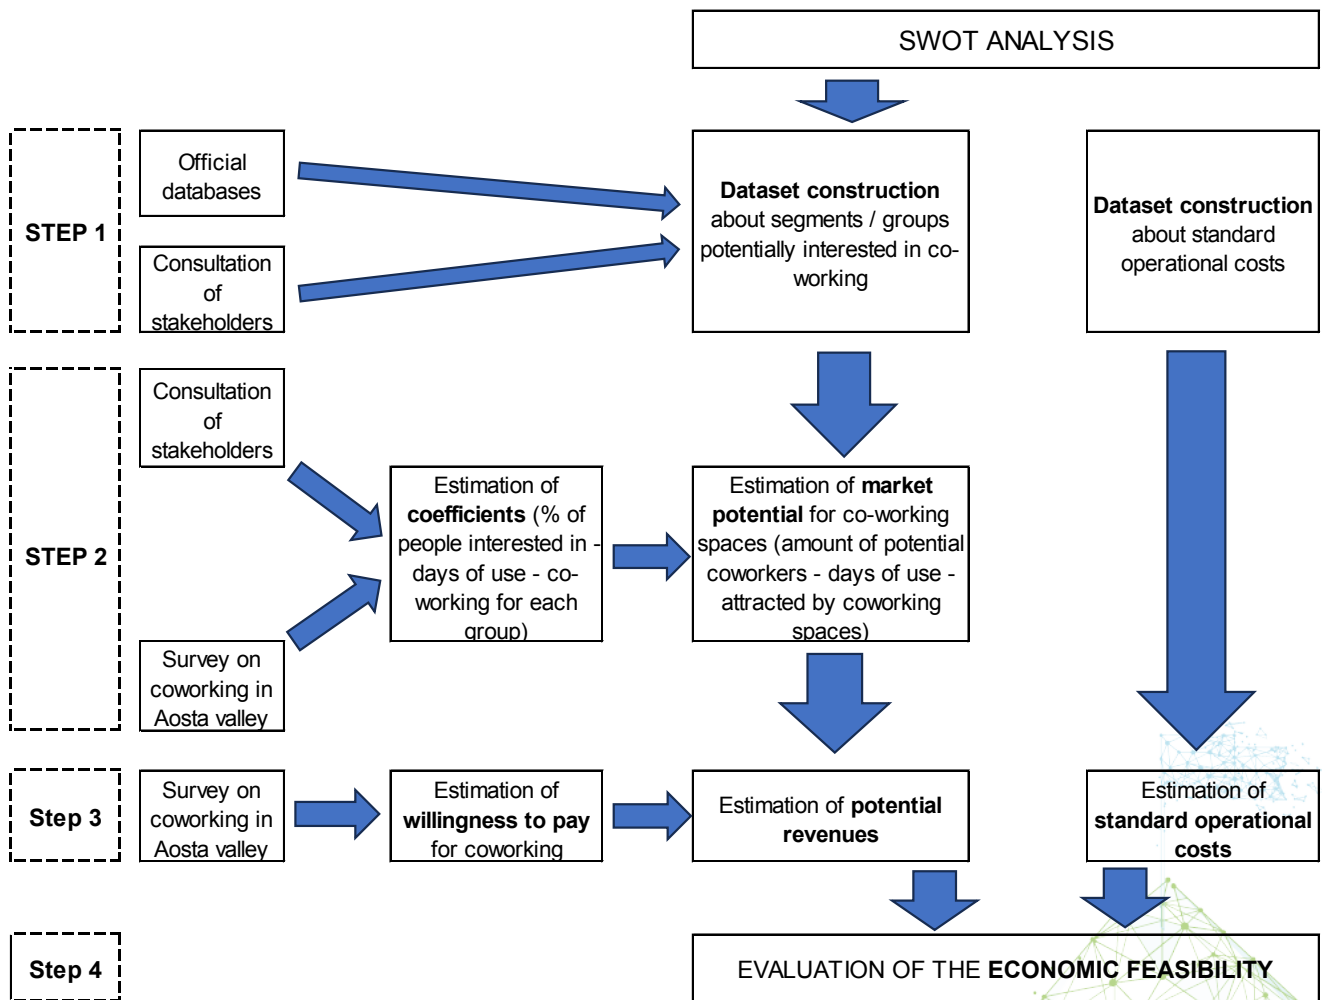 SWOT ANALYSIS
STEP 1
Official
databases
Consultation
of
stakeholders
Dataset construction
about segments / groups
potentially interested in co-
working
Dataset construction
about standard
operational costs
STEP 2
Consultation
of
stakeholders
Survey on
coworking in
Aosta valley
Estimation of
coefficients (% of
people interested in -
days of use - co-
working for each
group)
Estimation of market
potential for co-working
spaces (amount of potential
coworkers - days of use -
attracted by coworking
spaces)
Step 3
Survey on
coworking in
Aosta valley
Estimation of
willingness to pay
for coworking
Estimation of potential
revenues
Estimation of
standard operational
costs
Step 4
EVALUATION OF THE ECONOMIC FEASIBILITY